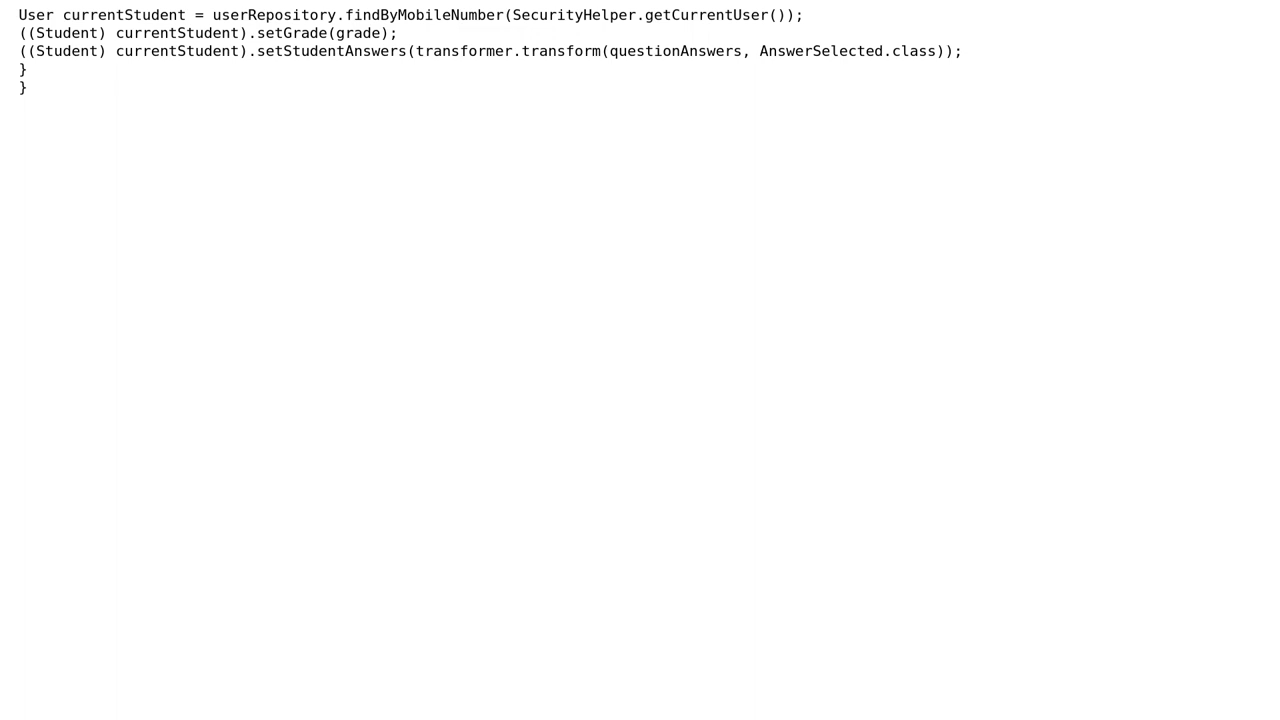 User currentStudent = userRepository.findByMobileNumber(SecurityHelper.getCurrentUser());
((Student) currentStudent).setGrade(grade);
((Student) currentStudent).setStudentAnswers(transformer.transform(questionAnswers, AnswerSelected.class));
}
}